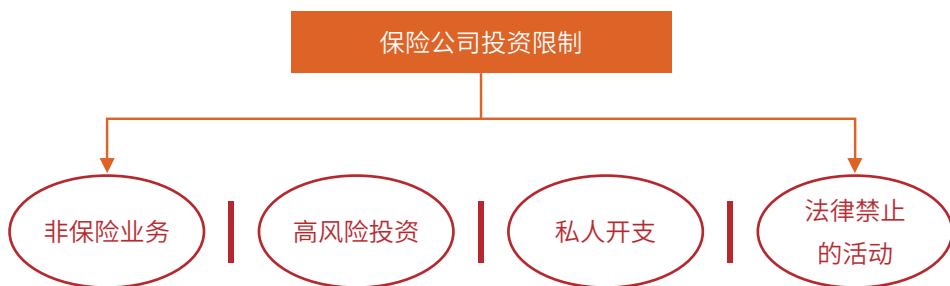 保险公司投资限制
非保险业务
高风险投资
私人开支
法律禁止
的活动